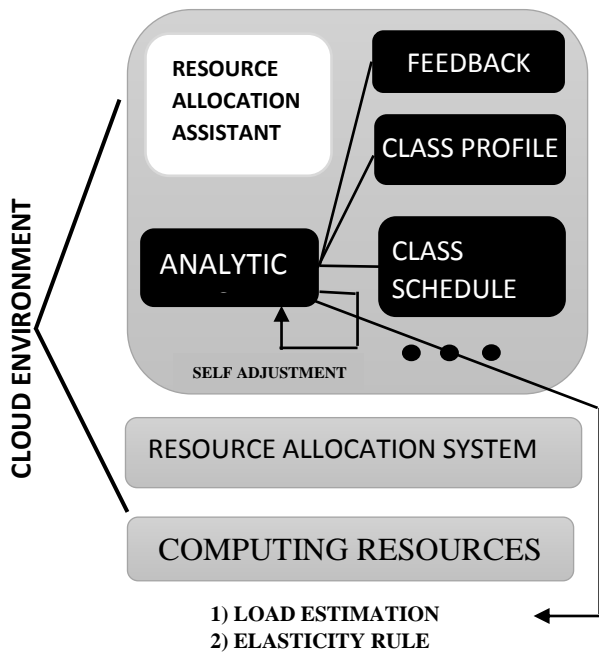 RESOURCE
ALLOCATION
ASSISTANT
FEEDBACK
CLASS PROFILE
ANALYTIC
CLASS
SCHEDULE
SELF ADJUSTMENT
CLOUD ENVIRONMENT
RESOURCE ALLOCATION SYSTEM
COMPUTING RESOURCES
1) LOAD ESTIMATION
2) ELASTICITY RULE